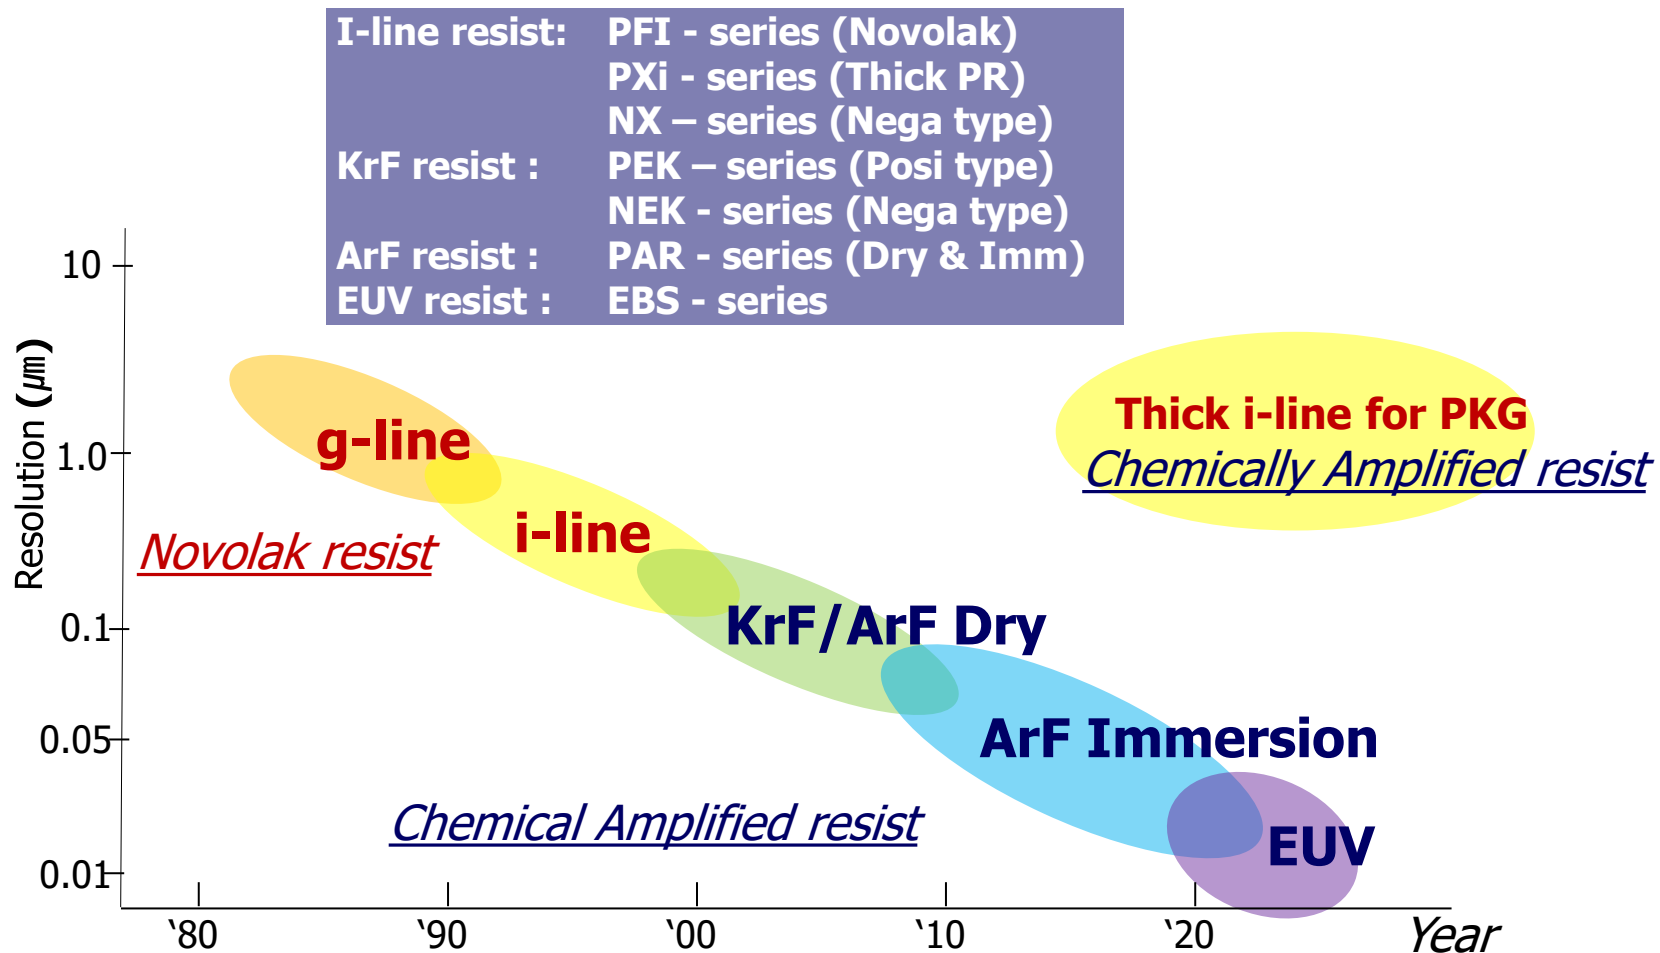 I-line resist: PFI - series (Novolak)
PXi - series (Thick PR)
NX – series (Nega type)
KrF resist : PEK – series (Posi type)
NEK - series (Nega type)
ArF resist : PAR - series (Dry & Imm)
EUV resist : EBS - series
Resolution (㎛)
10
1.0
0.1
0.05
0.01
g-line
i-line
Novolak resist
KrF/ArF Dry
ArF Immersion
EUV
Chemical Amplified resist
Thick i-line for PKG
Chemically Amplified resist
‘80 ‘90 ‘00 ‘10 ‘20 Year